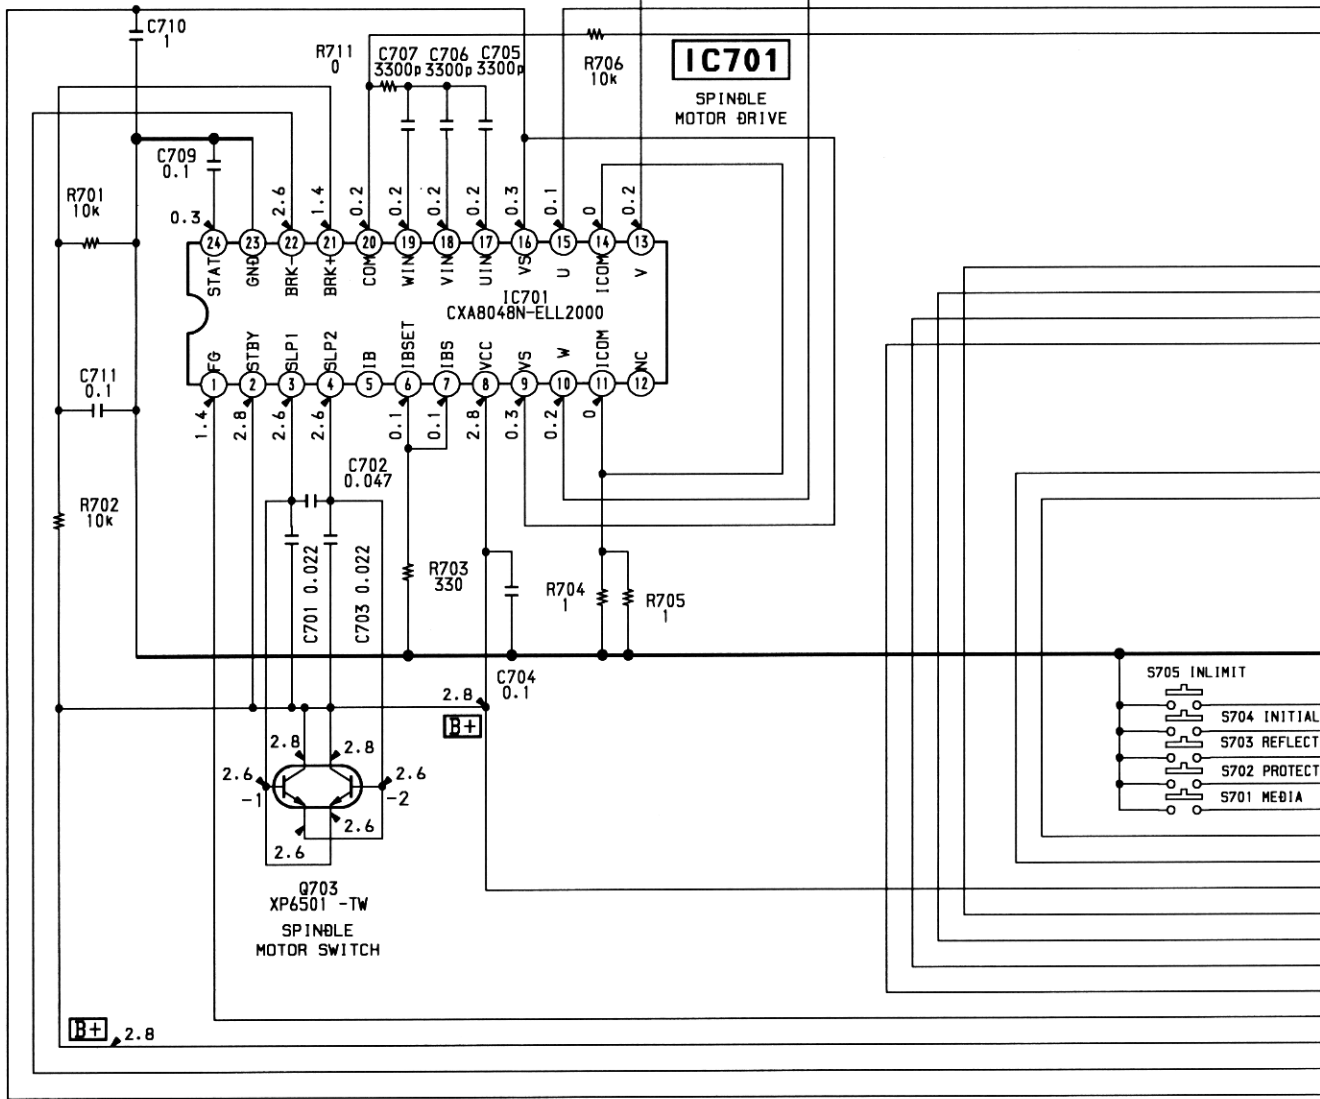 C710
1
R711
0
C707
3300p
C706
3300p
C705
3300p
R706
10k
IC701
SPINDLE
MOTOR DRIVE
C709
0.1
R701
10k
0.3
2.6
1.4
0.2
0.2
0.2
0.2
0.3
0.1
0
0.2
24
23
22
21
20
19
18
17
16
15
14
13
STAT
GND
BRK-
BRK+
COM
WIN
VIN
UIN
VS
U
ICOM
V
IC701
CXA8048N-ELL2000
FG
STBY
SLP1
SLP2
IB
IBSET
IBS
VCC
VS
W
ICOM
NC
1
2
3
4
5
6
7
8
9
10
11
12
C711
0.1
1.4
2.8
2.6
2.6
0.1
0.1
2.8
0.3
0.2
0
C702
0.047
R702
10k
C701 0.022
C703 0.022
R703
330
R704
1
R705
1
C704
0.1
2.8
B+
2.8
2.8
2.6
-1
2.6
-2
2.6
2.6
Q703
XP6501 -TW
SPINDLE
MOTOR SWITCH
S705 INLIMIT
S704 INITIAL
S703 REFLECT
S702 PROTECT
S701 MEDIA
B+
2.8